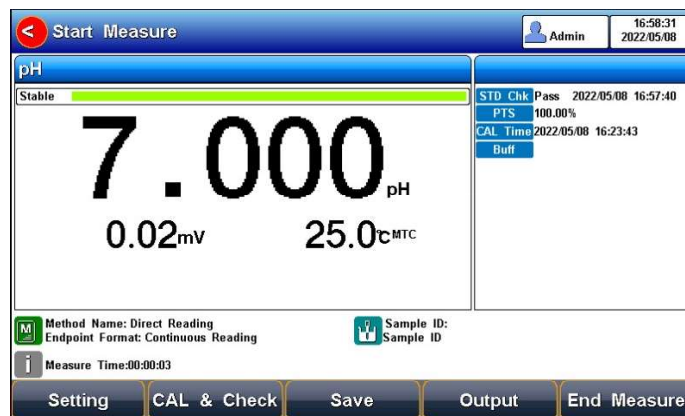 < Start Measure
Admin
16:58:31
2022/05/08
pH
Stable
7.000 pH
0.02 mV 25.0 ℃ MTC
STD Chk Pass 2022/05/08 16:57:40
PTS 100.00%
CAL Time 2022/05/08 16:23:43
Buff
M Method Name: Direct Reading
Endpoint Format: Continuous Reading
Sample ID:
Sample ID
i Measure Time:00:00:03
Setting CAL & Check Save Output End Measure